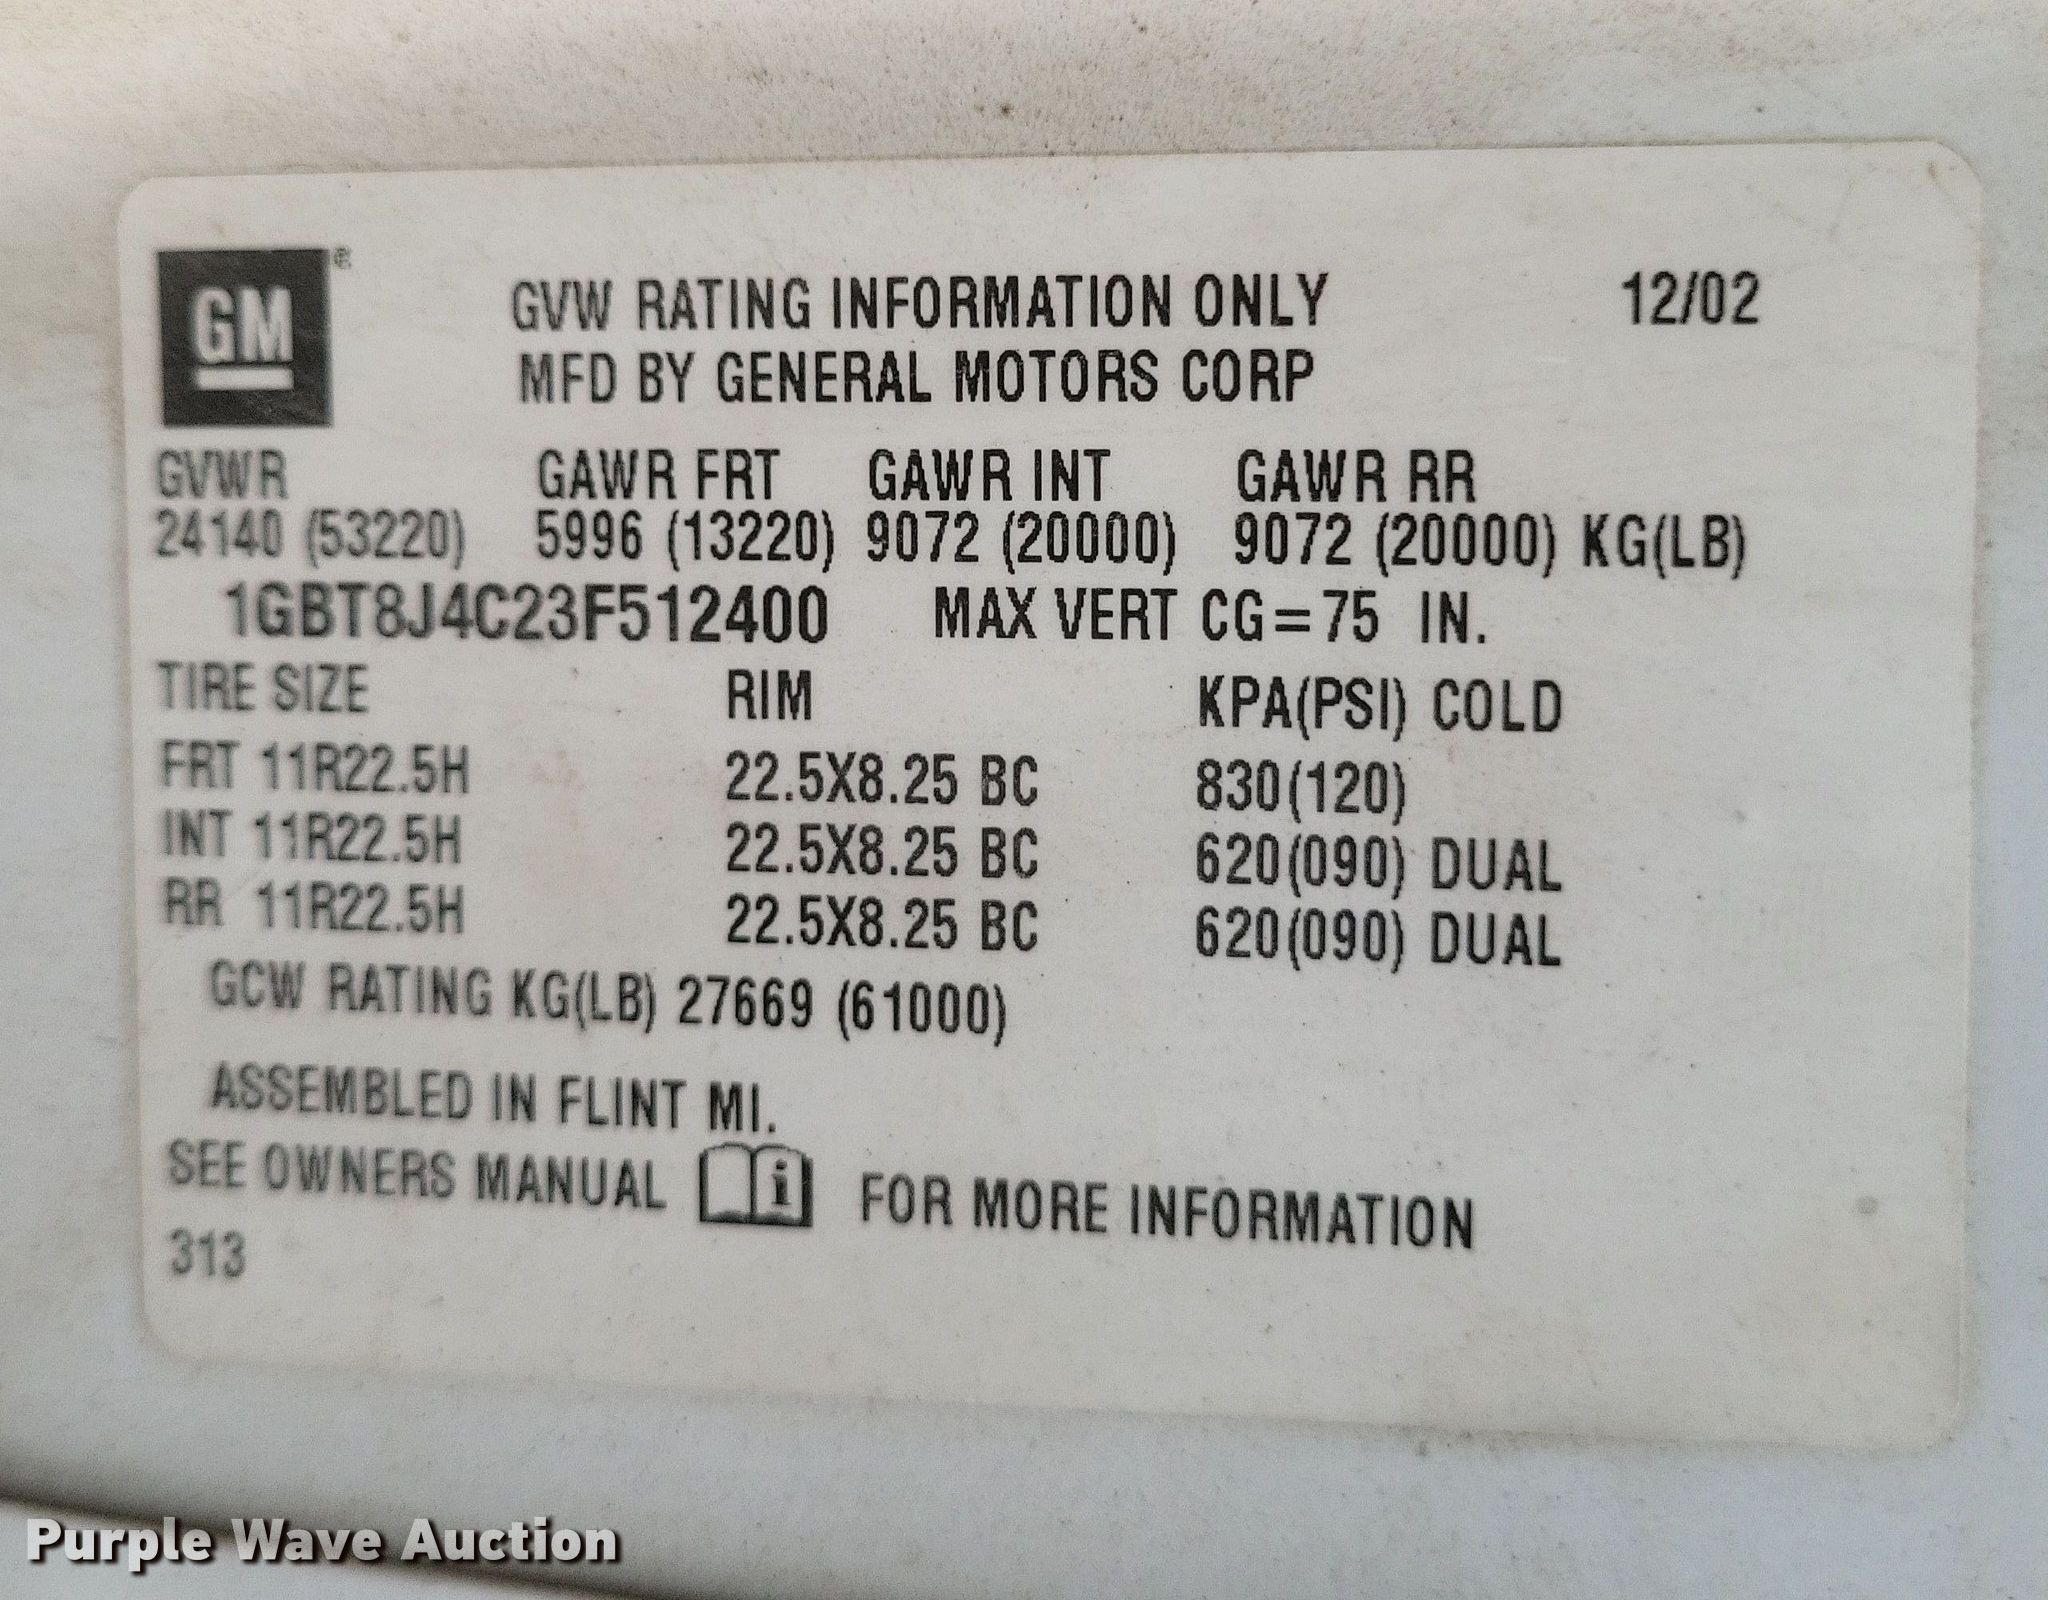 GM®
GVW RATING INFORMATION ONLY 12/02
MFD BY GENERAL MOTORS CORP
GVWR GAWR FRT GAWR INT GAWR RR
24140 (53220) 5996 (13220) 9072 (20000) 9072 (20000) KG(LB)
1GBT8J4C23F512400 MAX VERT CG=75 IN.
TIRE SIZE RIM KPA(PSI) COLD
FRT 11R22.5H 22.5X8.25 BC 830(120)
INT 11R22.5H 22.5X8.25 BC 620(090) DUAL
RR 11R22.5H 22.5X8.25 BC 620(090) DUAL
GCW RATING KG(LB) 27669 (61000)
ASSEMBLED IN FLINT MI.
SEE OWNERS MANUAL i FOR MORE INFORMATION
313
Purple Wave Auction